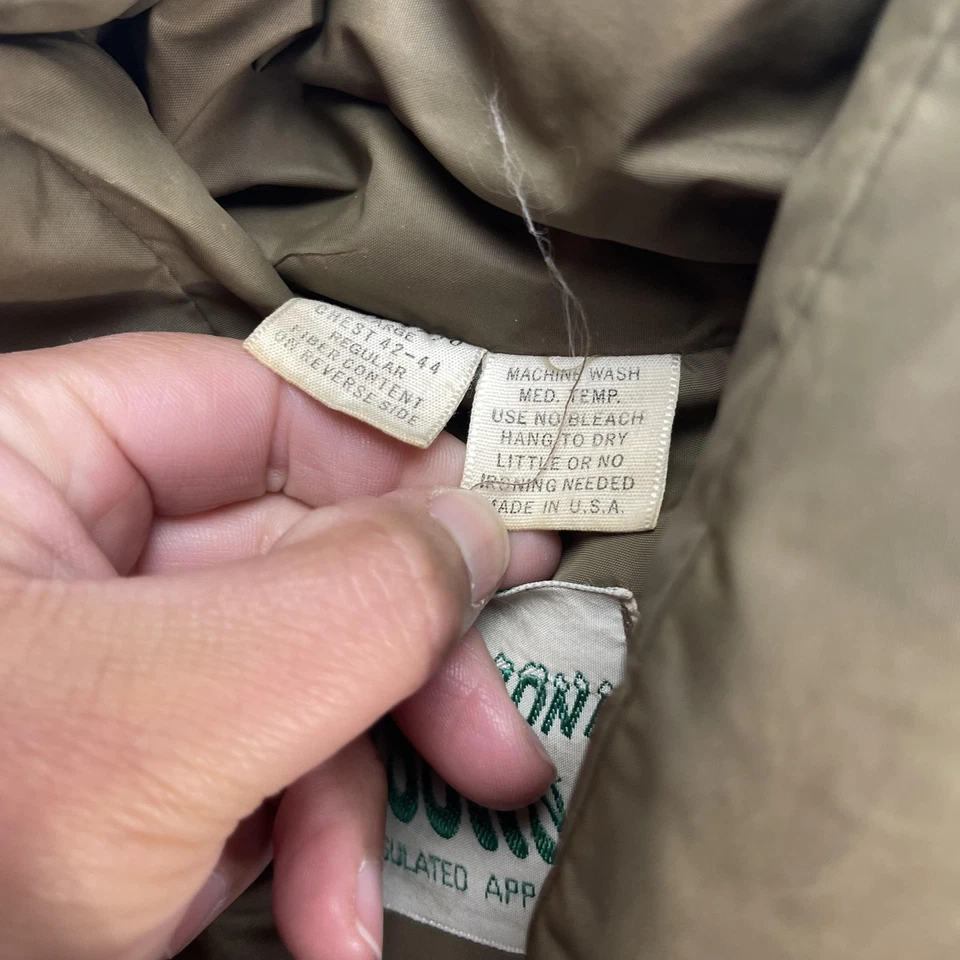 CHEST 42-44
REGULAR
FIBER CONTENT
ON REVERSE SIDE
MACHINE WASH
MED. TEMP.
USE NO BLEACH
HANG TO DRY
LITTLE OR NO
IRONING NEEDED
MADE IN U.S.A.